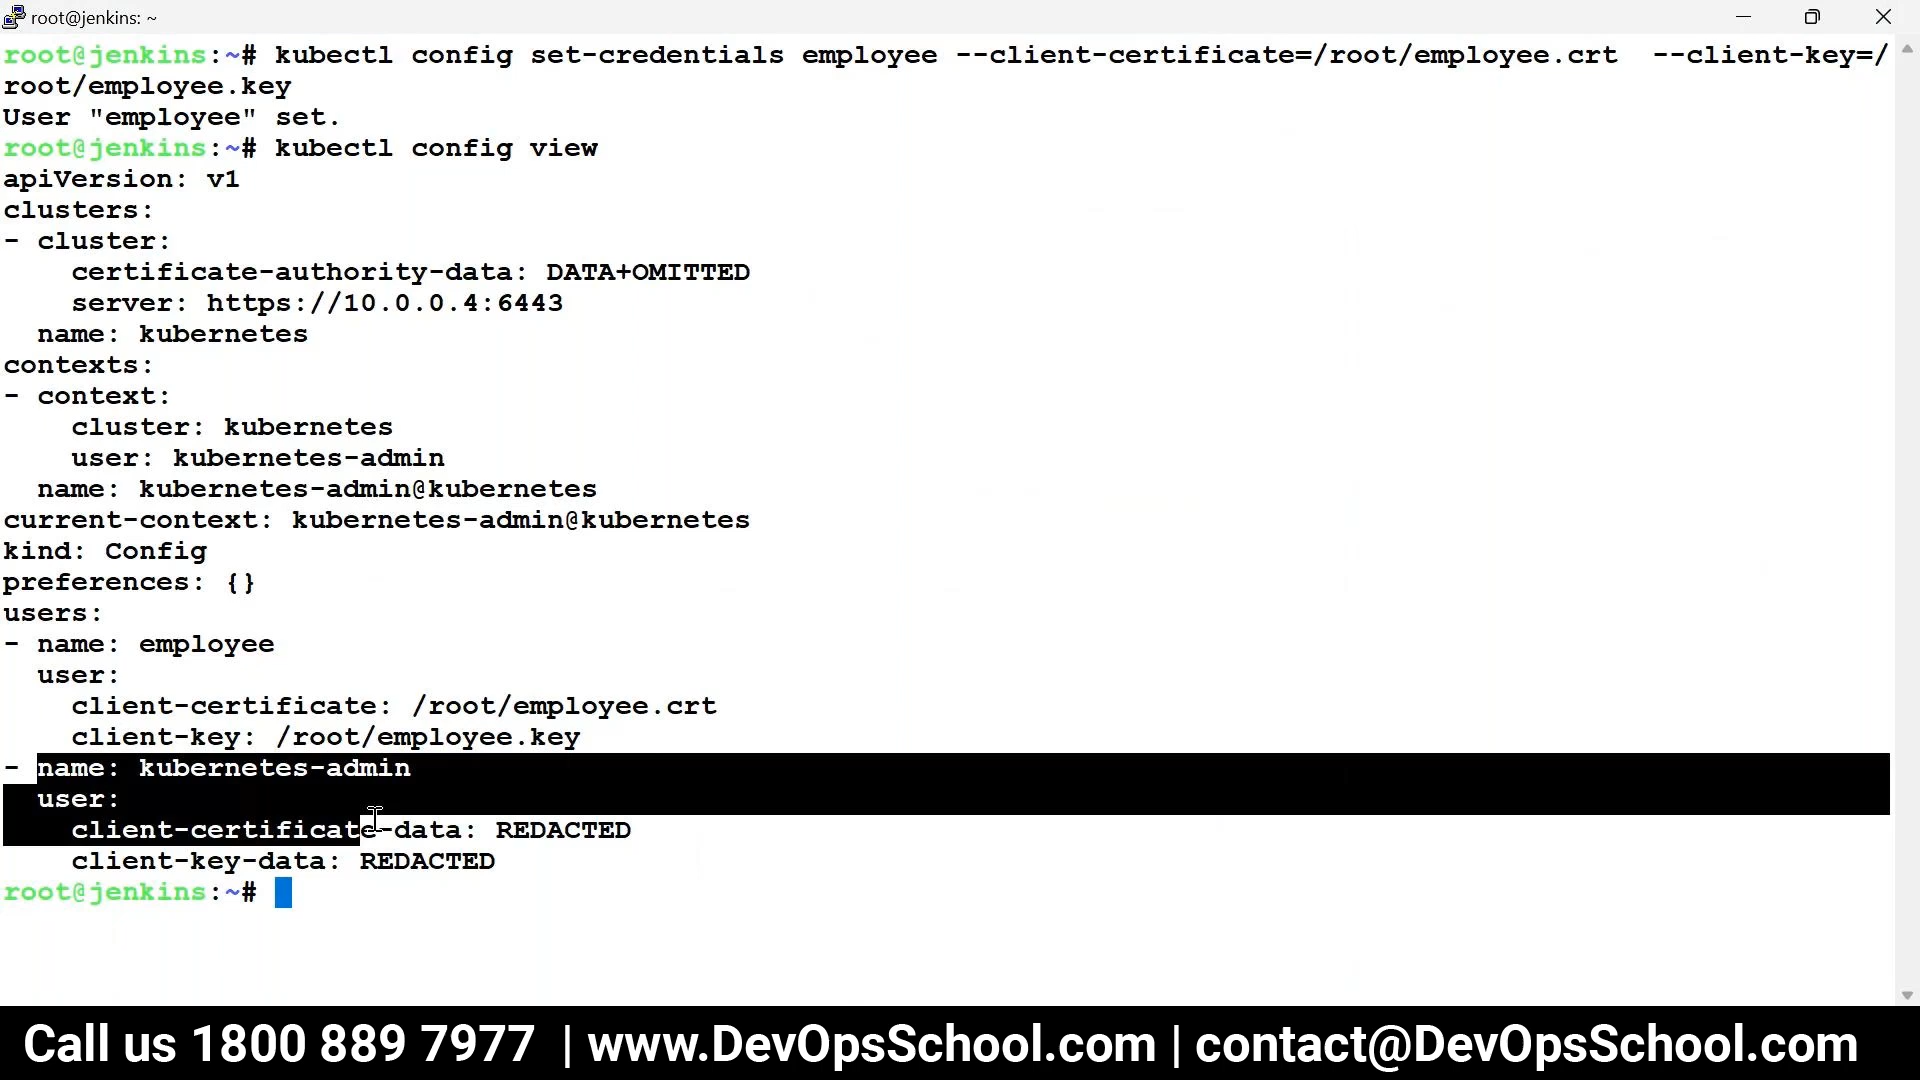 root@jenkins: ~
root@jenkins:~# kubectl config set-credentials employee --client-certificate=/root/employee.crt  --client-key=/
root/employee.key
User "employee" set.
root@jenkins:~# kubectl config view
apiVersion: v1
clusters:
- cluster:
    certificate-authority-data: DATA+OMITTED
    server: https://10.0.0.4:6443
  name: kubernetes
contexts:
- context:
    cluster: kubernetes
    user: kubernetes-admin
  name: kubernetes-admin@kubernetes
current-context: kubernetes-admin@kubernetes
kind: Config
preferences: {}
users:
- name: employee
  user:
    client-certificate: /root/employee.crt
    client-key: /root/employee.key
- name: kubernetes-admin
  user:
    client-certificate-data: REDACTED
    client-key-data: REDACTED
root@jenkins:~#
Call us 1800 889 7977 | www.DevOpsSchool.com | contact@DevOpsSchool.com